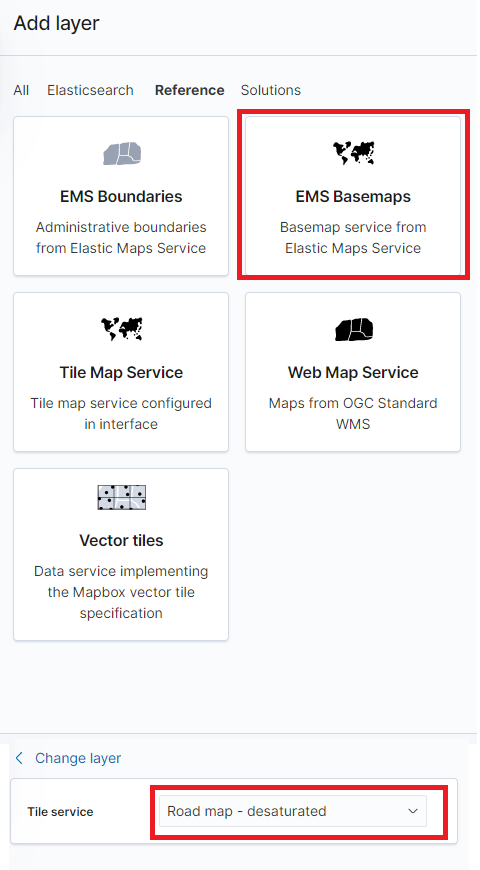 Add layer
All Elasticsearch Reference Solutions
EMS Boundaries
Administrative boundaries
from Elastic Maps Service
EMS Basemaps
Basemap service from
Elastic Maps Service
Tile Map Service
Tile map service configured
in interface
Web Map Service
Maps from OGC Standard
WMS
Vector tiles
Data service implementing
the Mapbox vector tile
specification
Change layer
Tile service
Road map - desaturated